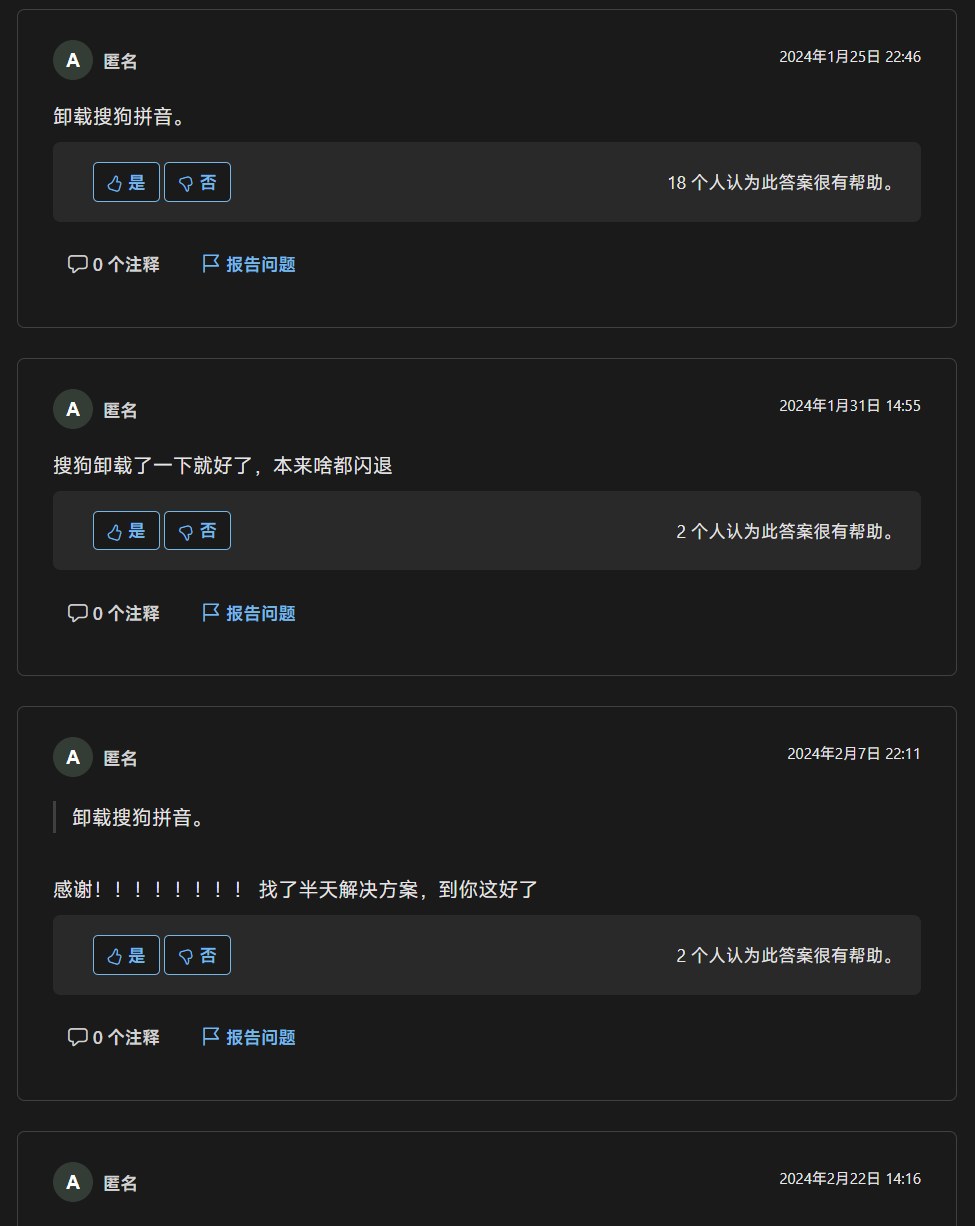 A 匿名 2024年1月25日 22:46
卸载搜狗拼音。
是 否 18 个人认为此答案很有帮助。
0 个注释 报告问题
A 匿名 2024年1月31日 14:55
搜狗卸载了一下就好了，本来啥都闪退
是 否 2 个人认为此答案很有帮助。
0 个注释 报告问题
A 匿名 2024年2月7日 22:11
卸载搜狗拼音。
感谢！！！！！！！！ 找了半天解决方案，到你这好了
是 否 2 个人认为此答案很有帮助。
0 个注释 报告问题
A 匿名 2024年2月22日 14:16